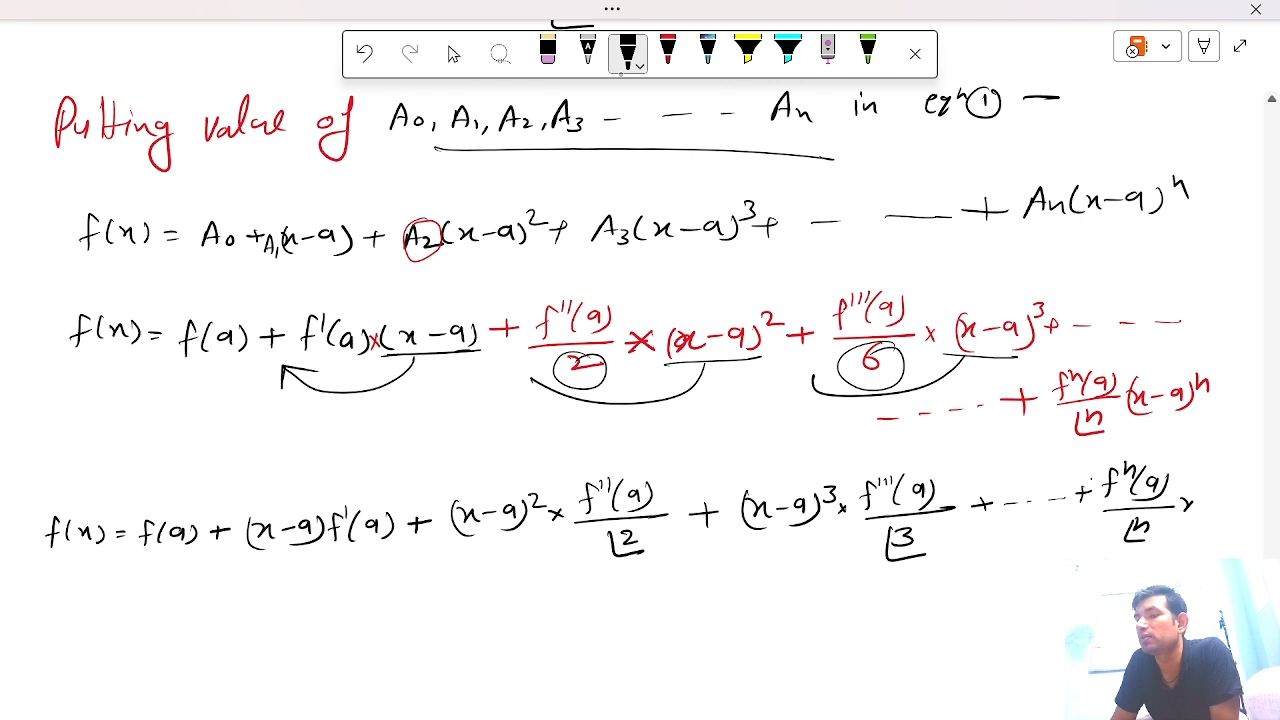 Putting value of A0, A1, A2, A3 - — - An in eqn ① —
f(x) = A0 + A1(x-a) + A2(x-a)² + A3(x-a)³ + - — + An(x-a)ⁿ
f(x) = f(a) + f'(a)×(x-a) + f''(a)/2 × (x-a)² + f'''(a)/6 × (x-a)³ + - - -
- - - - + fⁿ(a)/|n (x-a)ⁿ
f(x) = f(a) + (x-a)f'(a) + (x-a)² × f''(a)/|2 + (x-a)³ × f'''(a)/|3 + - - - + fⁿ(a)/|n ×